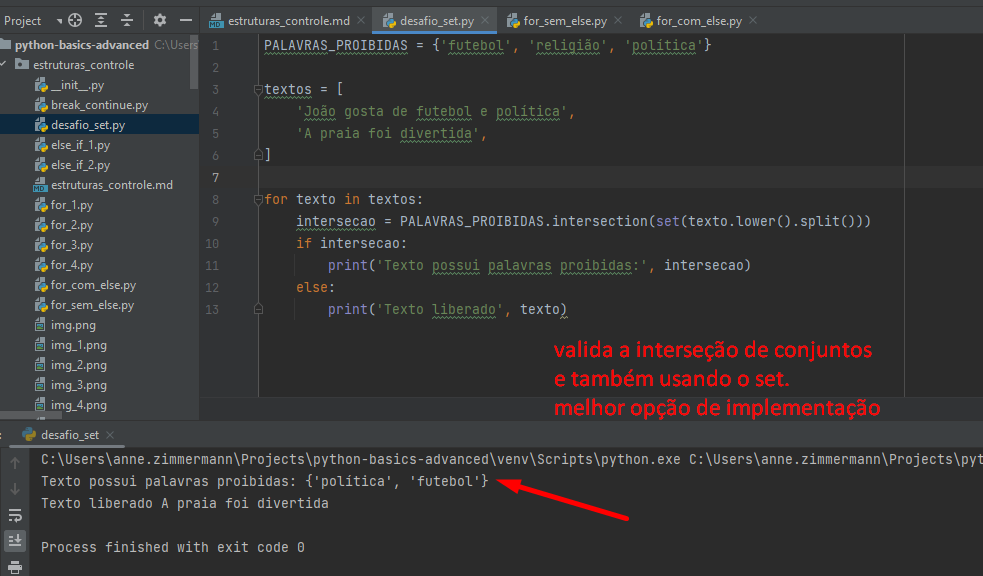 Project
estruturas_controle.md
desafio_set.py
for_sem_else.py
for_com_else.py
python-basics-advanced C:\Users
estruturas_controle
__init__.py
break_continue.py
desafio_set.py
else_if_1.py
else_if_2.py
estruturas_controle.md
for_1.py
for_2.py
for_3.py
for_4.py
for_com_else.py
for_sem_else.py
img.png
img_1.png
img_2.png
img_3.png
img_4.png
1 PALAVRAS_PROIBIDAS = {'futebol', 'religião', 'política'}
2
3 textos = [
4 'João gosta de futebol e política',
5 'A praia foi divertida',
6 ]
7
8 for texto in textos:
9 intersecao = PALAVRAS_PROIBIDAS.intersection(set(texto.lower().split()))
10 if intersecao:
11 print('Texto possui palavras proibidas:', intersecao)
12 else:
13 print('Texto liberado', texto)
valida a interseção de conjuntos
e também usando o set.
melhor opção de implementação
desafio_set
C:\Users\anne.zimmermann\Projects\python-basics-advanced\venv\Scripts\python.exe C:\Users\anne.zimmermann\Projects\pyt
Texto possui palavras proibidas: {'política', 'futebol'}
Texto liberado A praia foi divertida
Process finished with exit code 0